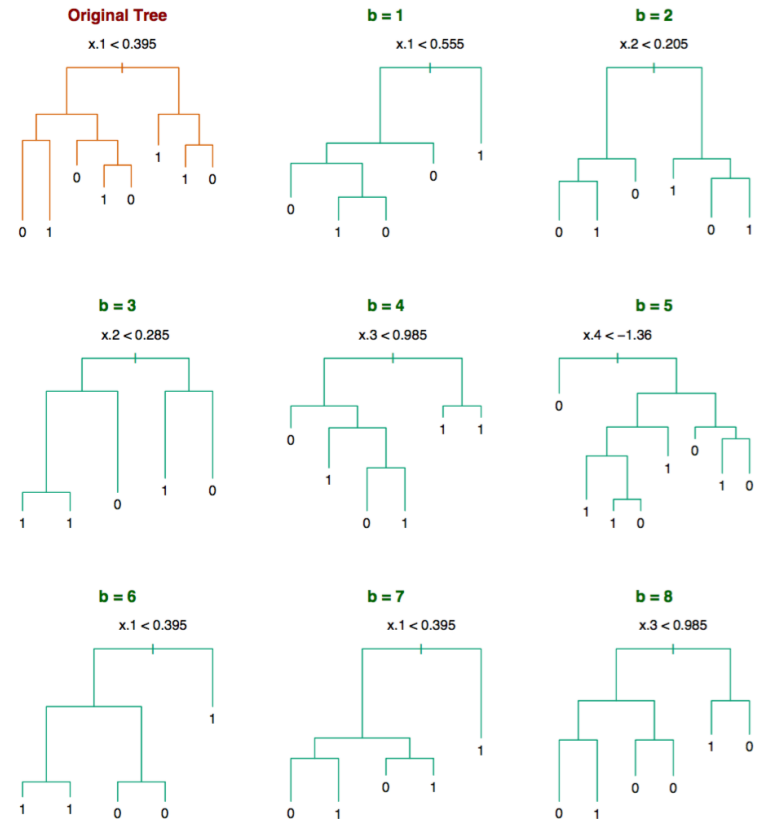 Original Tree b = 1 b = 2
x.1 < 0.395 x.1 < 0.555 x.2 < 0.205
1 1
0 0 0 1
1 0 1 0 0
0 1 1 0 0 1 0 1
b = 3 b = 4 b = 5
x.2 < 0.285 x.3 < 0.985 x.4 < −1.36
0
0 1 1
0
1
1 0 1 1 0
0 1
1 1 0 1 1 0
b = 6 b = 7 b = 8
x.1 < 0.395 x.1 < 0.395 x.3 < 0.985
1
1 1 0
0 1 0 0
1 1 0 0 0 1 0 1